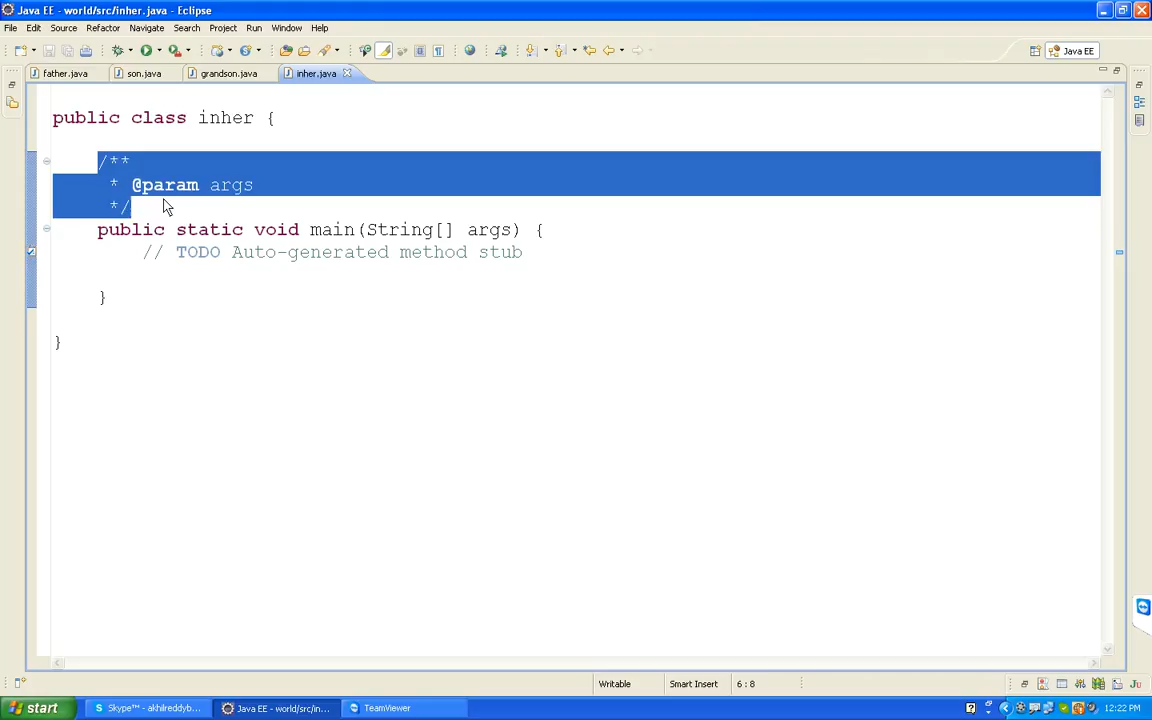 Java EE - world/src/inher.java - Eclipse
File Edit Source Refactor Navigate Search Project Run Window Help
Java EE
father.java son.java grandson.java inher.java
public class inher {
/**
* @param args
*/
public static void main(String[] args) {
// TODO Auto-generated method stub
}
}
Writable Smart Insert 6 : 8
start Skype™ - akhilreddyb... Java EE - world/src/in... TeamViewer 12:22 PM